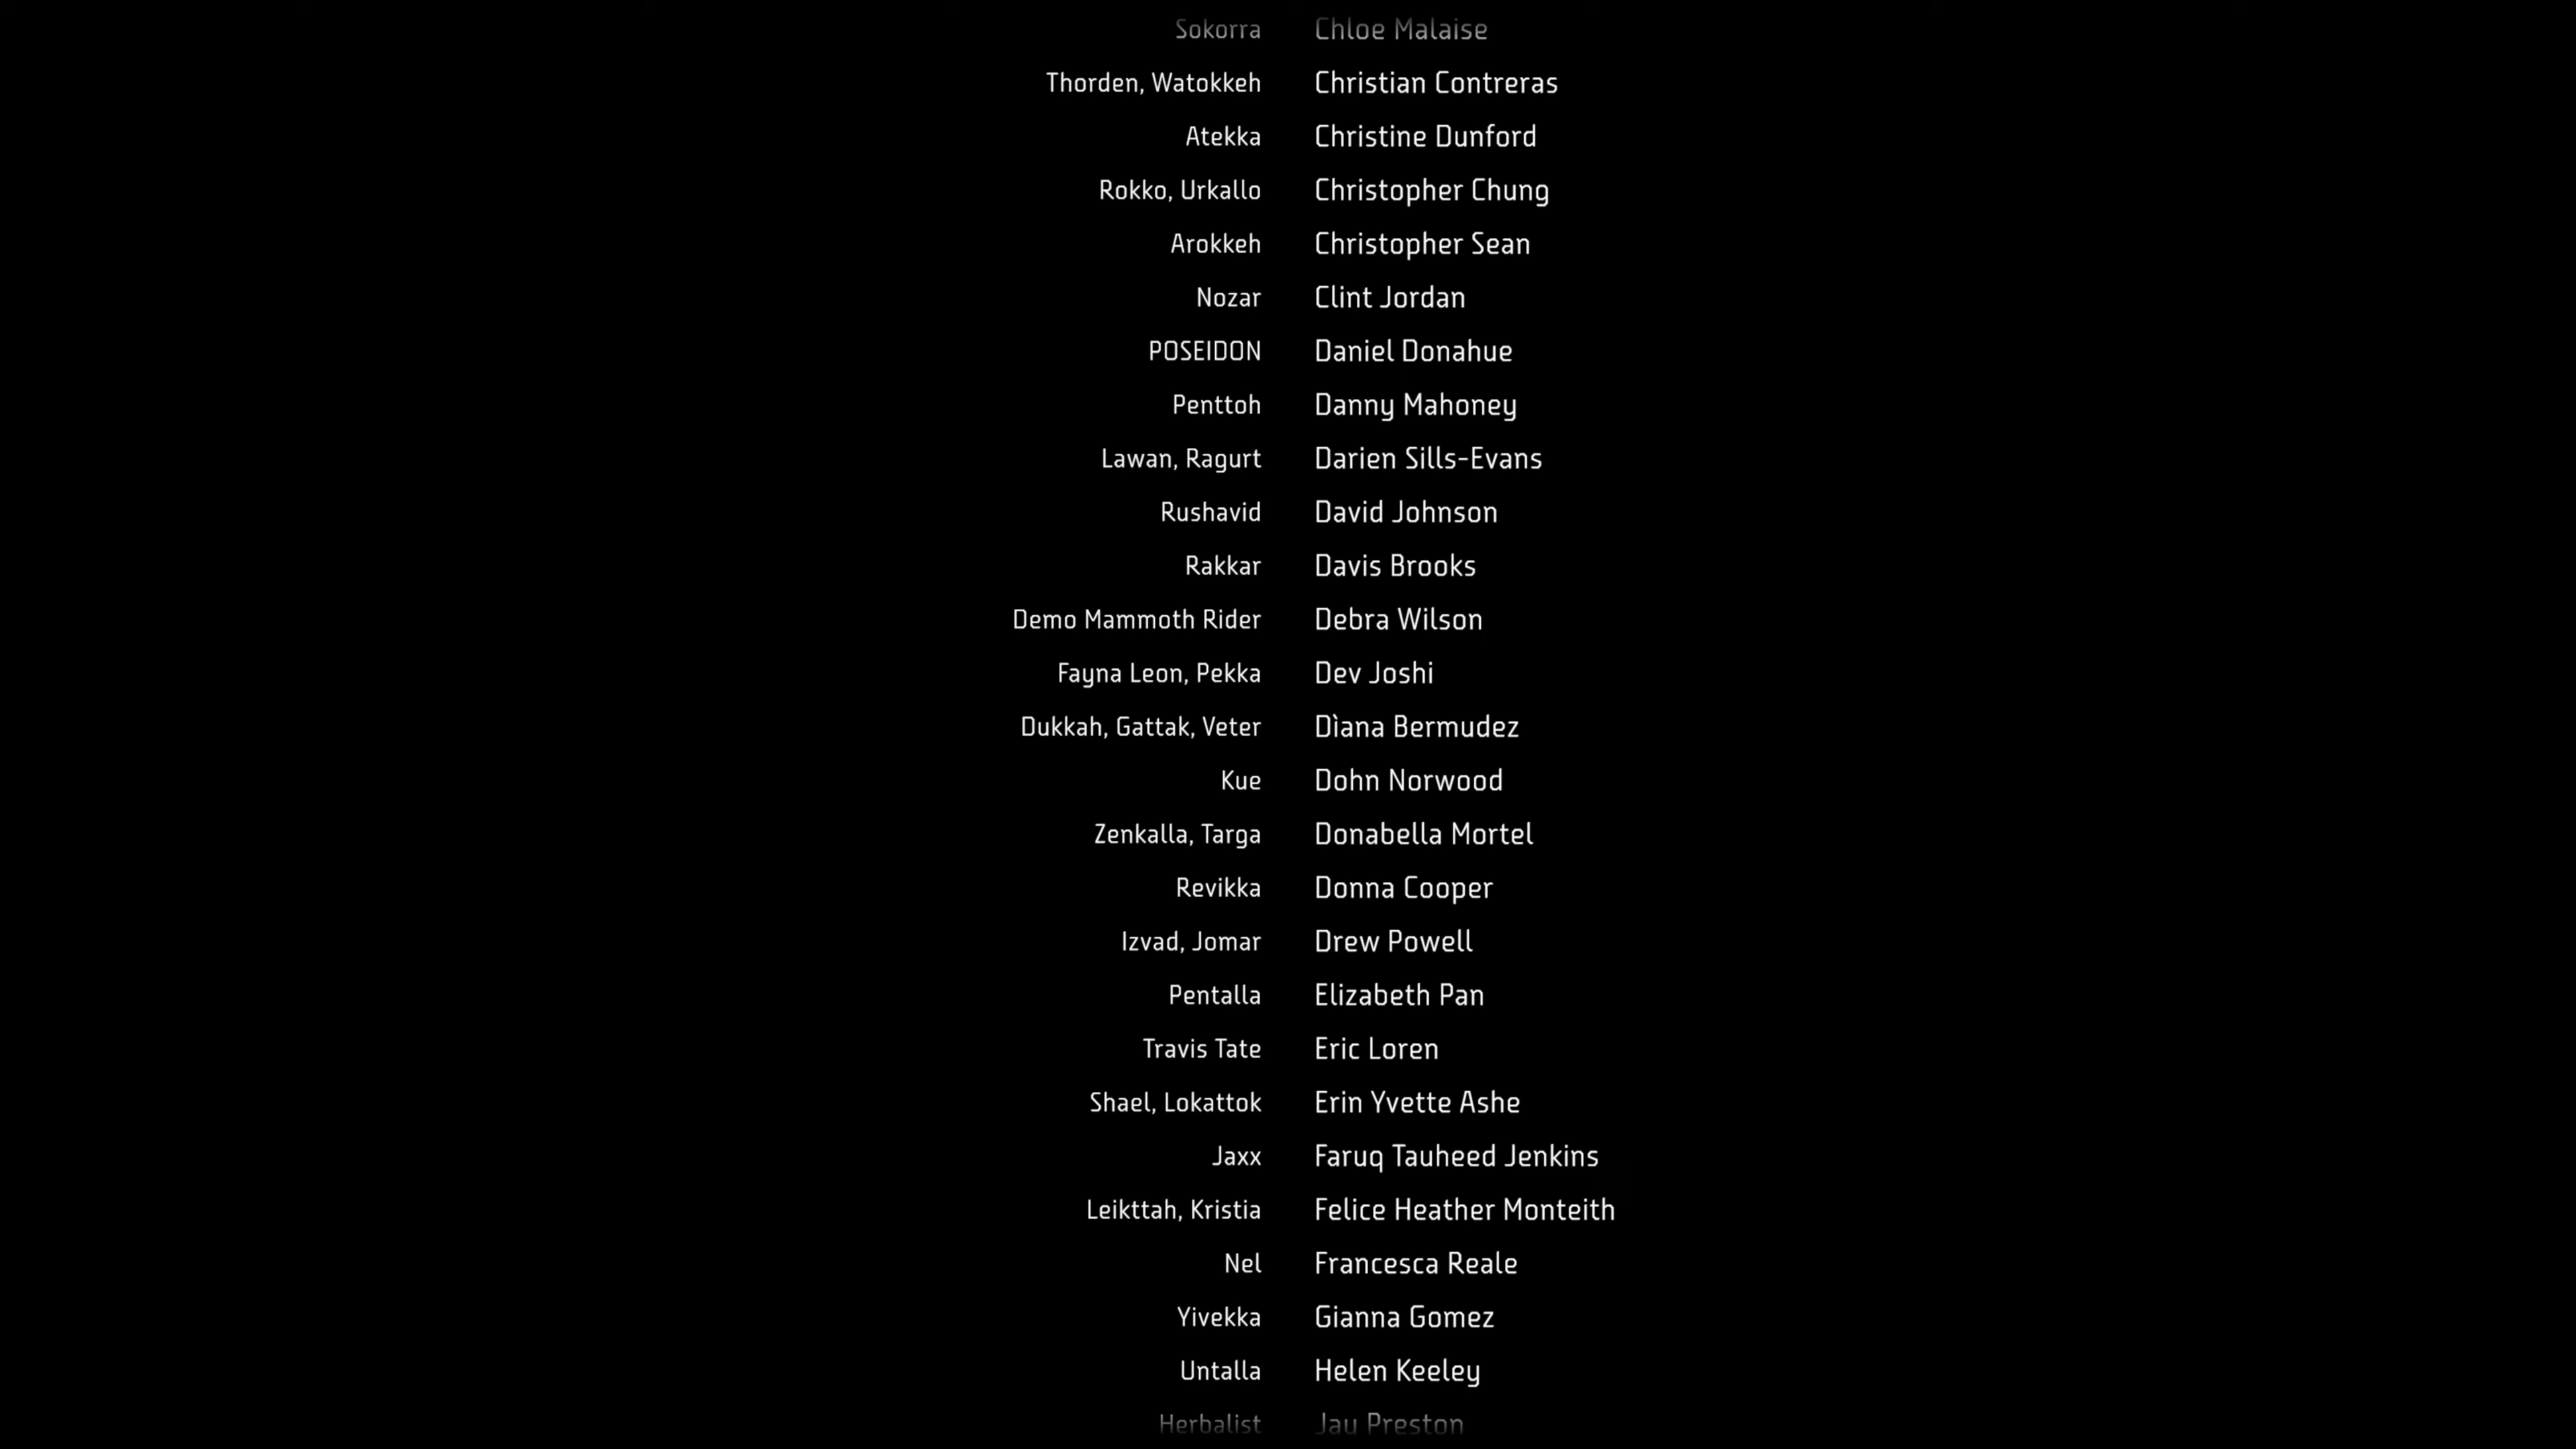 Sokorra Chloe Malaise
Thorden, Watokkeh Christian Contreras
Atekka Christine Dunford
Rokko, Urkallo Christopher Chung
Arokkeh Christopher Sean
Nozar Clint Jordan
POSEIDON Daniel Donahue
Penttoh Danny Mahoney
Lawan, Ragurt Darien Sills-Evans
Rushavid David Johnson
Rakkar Davis Brooks
Demo Mammoth Rider Debra Wilson
Fayna Leon, Pekka Dev Joshi
Dukkah, Gattak, Veter Dìana Bermudez
Kue Dohn Norwood
Zenkalla, Targa Donabella Mortel
Revikka Donna Cooper
Izvad, Jomar Drew Powell
Pentalla Elizabeth Pan
Travis Tate Eric Loren
Shael, Lokattok Erin Yvette Ashe
Jaxx Faruq Tauheed Jenkins
Leikttah, Kristia Felice Heather Monteith
Nel Francesca Reale
Yivekka Gianna Gomez
Untalla Helen Keeley
Herbalist Jay Preston